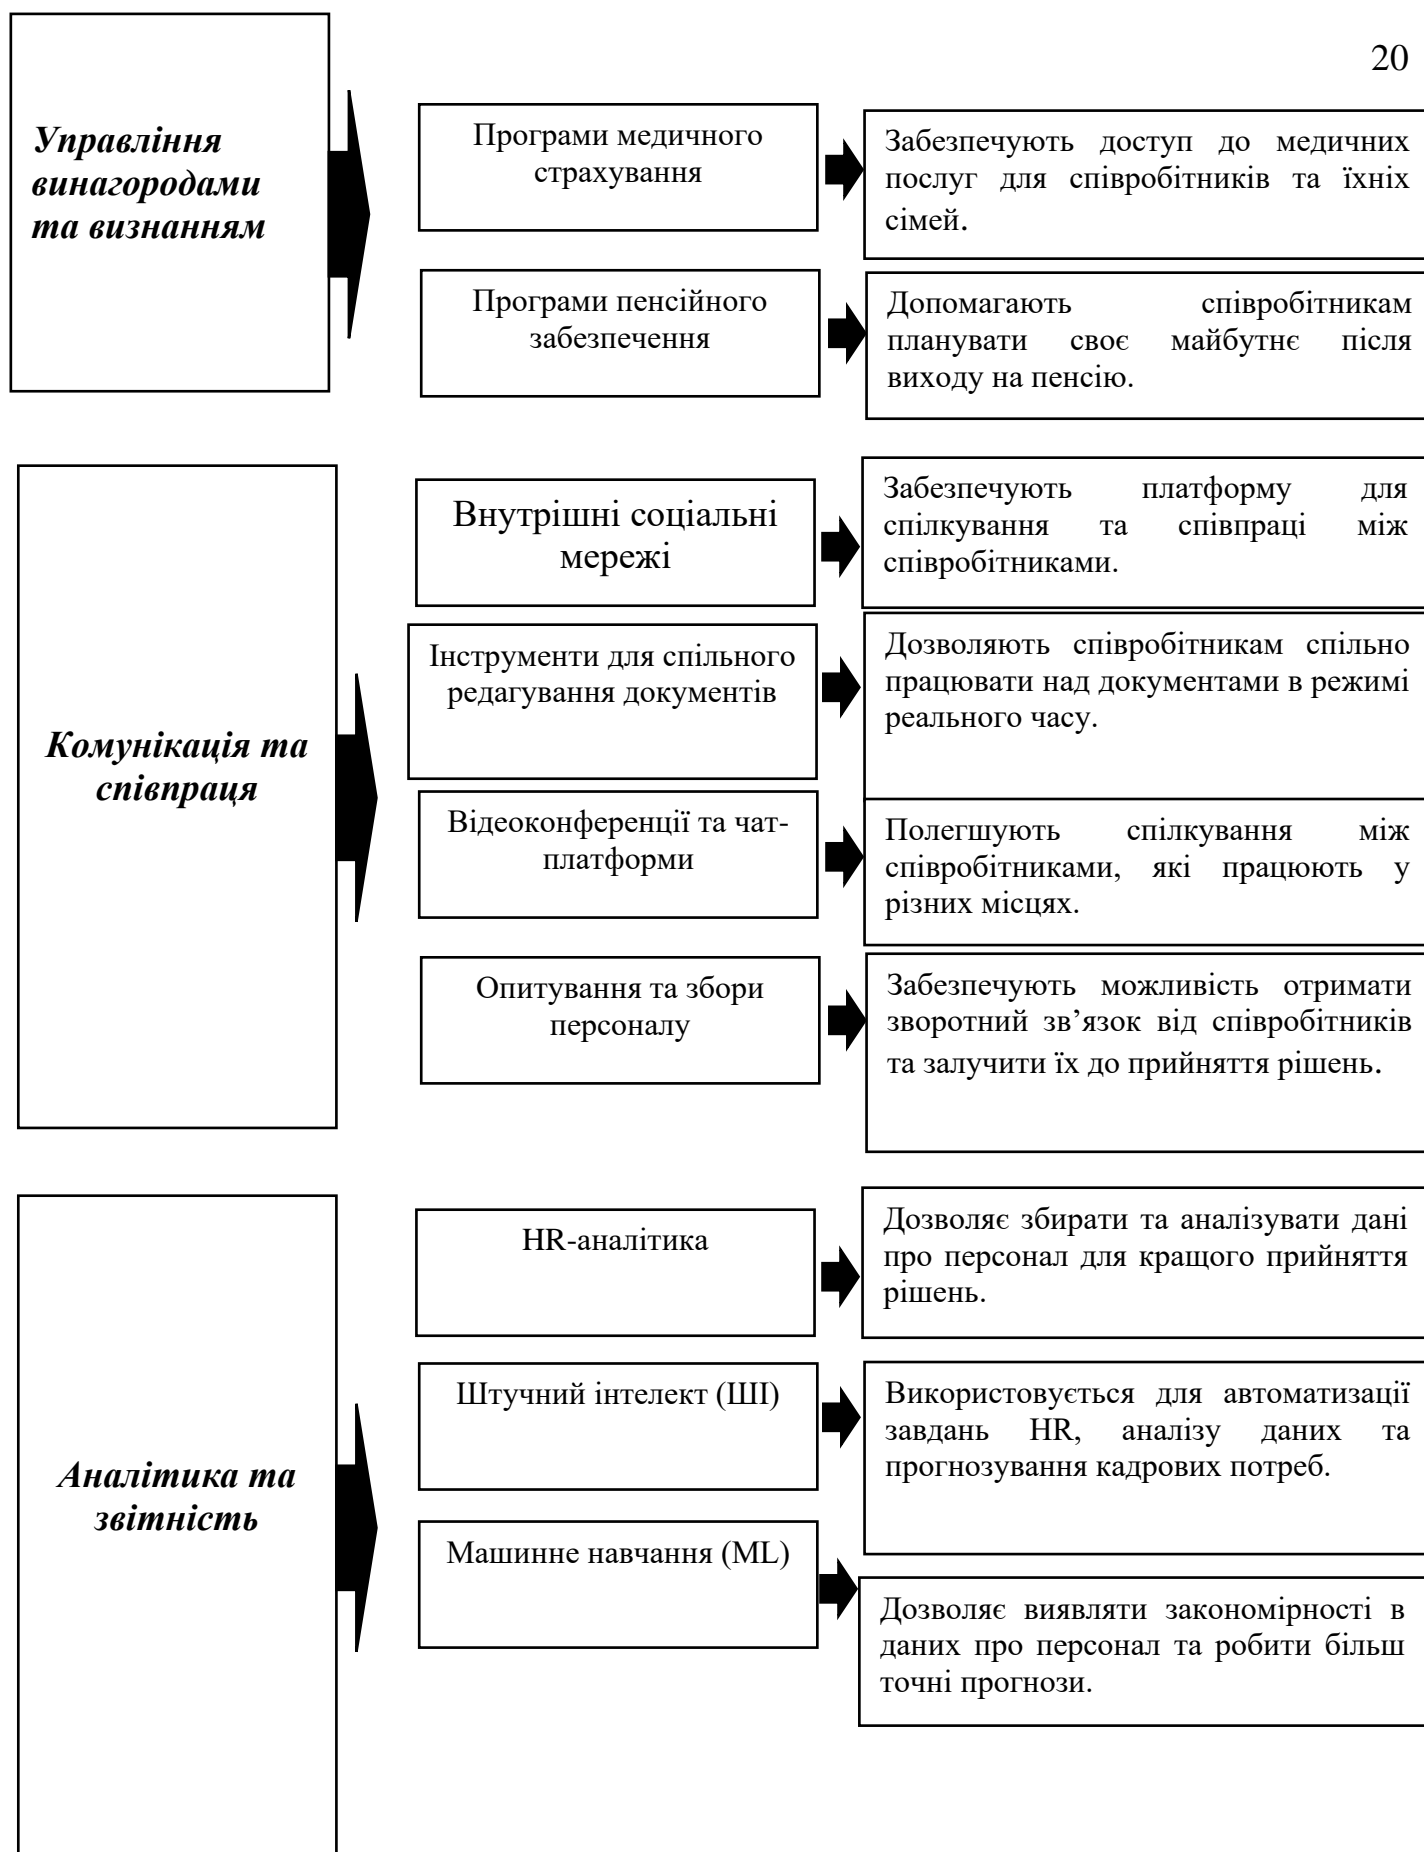 20
Управління
винагородами
та визнанням
Програми медичного
страхування
Забезпечують доступ до медичних
послуг для співробітників та їхніх
сімей.
Програми пенсійного
забезпечення
Допомагають співробітникам
планувати своє майбутнє після
виходу на пенсію.
Комунікація та
співпраця
Внутрішні соціальні
мережі
Забезпечують платформу для
спілкування та співпраці між
співробітниками.
Інструменти для спільного
редагування документів
Дозволяють співробітникам спільно
працювати над документами в режимі
реального часу.
Відеоконференції та чат-
платформи
Полегшують спілкування між
співробітниками, які працюють у
різних місцях.
Опитування та збори
персоналу
Забезпечують можливість отримати
зворотний зв’язок від співробітників
та залучити їх до прийняття рішень.
Аналітика та
звітність
HR-аналітика
Дозволяє збирати та аналізувати дані
про персонал для кращого прийняття
рішень.
Штучний інтелект (ШІ)
Використовується для автоматизації
завдань HR, аналізу даних та
прогнозування кадрових потреб.
Машинне навчання (ML)
Дозволяє виявляти закономірності в
даних про персонал та робити більш
точні прогнози.